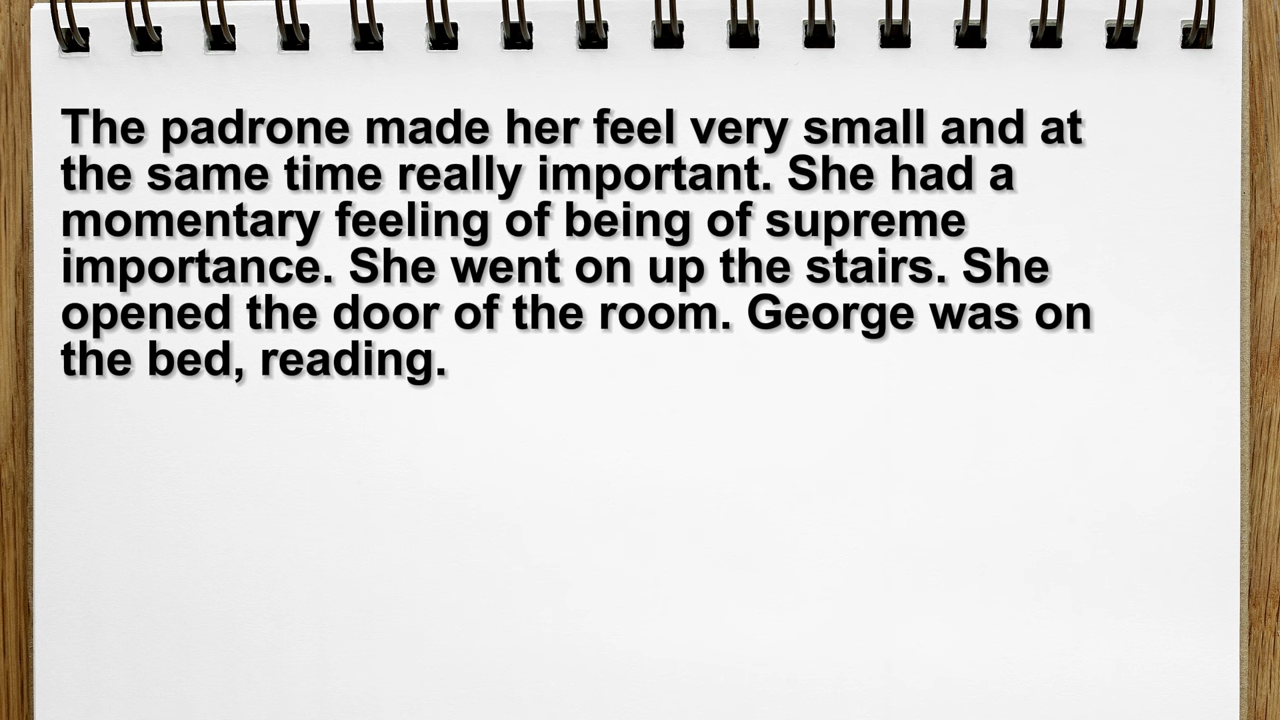 The padrone made her feel very small and at
the same time really important. She had a
momentary feeling of being of supreme
importance. She went on up the stairs. She
opened the door of the room. George was on
the bed, reading.